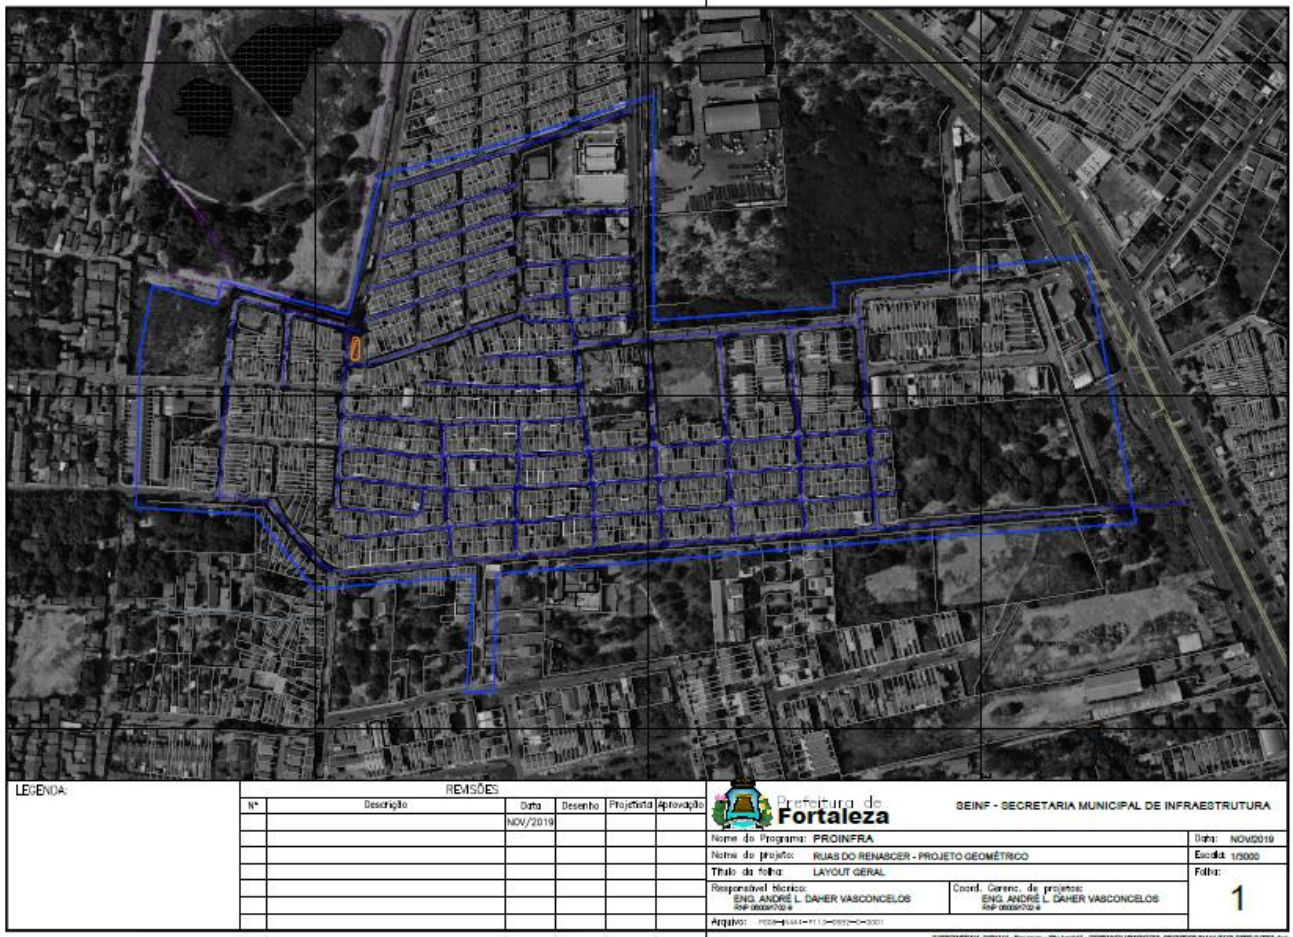 LEGENDA:
REVISÕES
N° Descrição Data Desenho Projetista Aprovação
NOV/2019
Prefeitura de
Fortaleza
SEINF - SECRETARIA MUNICIPAL DE INFRAESTRUTURA
Nome do Programa: PROINFRA
Data: NOV/2019
Nome do projeto: RUAS DO RENASCER - PROJETO GEOMÉTRICO
Escala: 1/3000
Título da folha: LAYOUT GERAL
Folha:
1
Responsável técnico:
ENG. ANDRÉ L. DAHER VASCONCELOS
Coord. Gerenc. de projetos:
ENG. ANDRÉ L. DAHER VASCONCELOS
Arquivo: